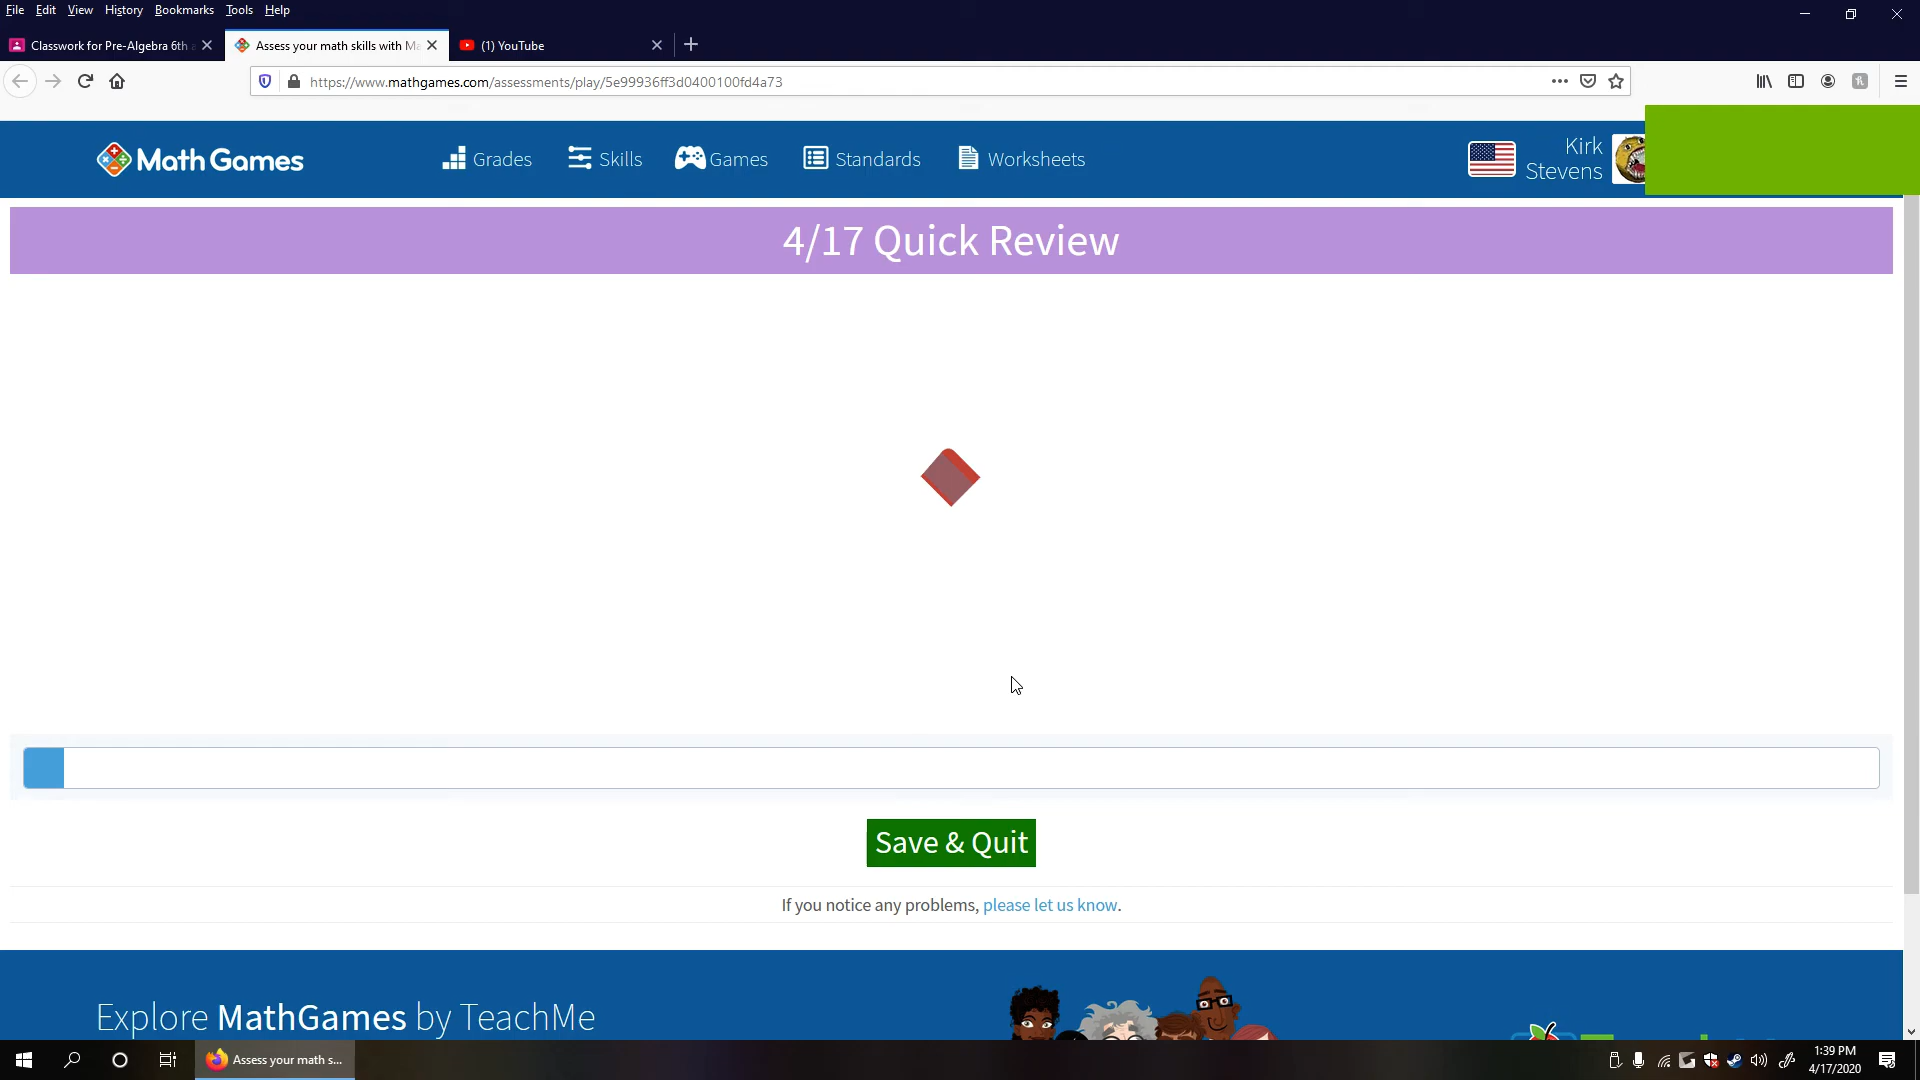 File Edit View History Bookmarks Tools Help
Classwork for Pre-Algebra 6th
Assess your math skills with Ma
(1) YouTube
https://www.mathgames.com/assessments/play/5e99936ff3d0400100fd4a73
Math Games
Grades
Skills
Games
Standards
Worksheets
Kirk
Stevens
4/17 Quick Review
Save & Quit
If you notice any problems, please let us know.
Explore MathGames by TeachMe
Assess your math s...
1:39 PM
4/17/2020